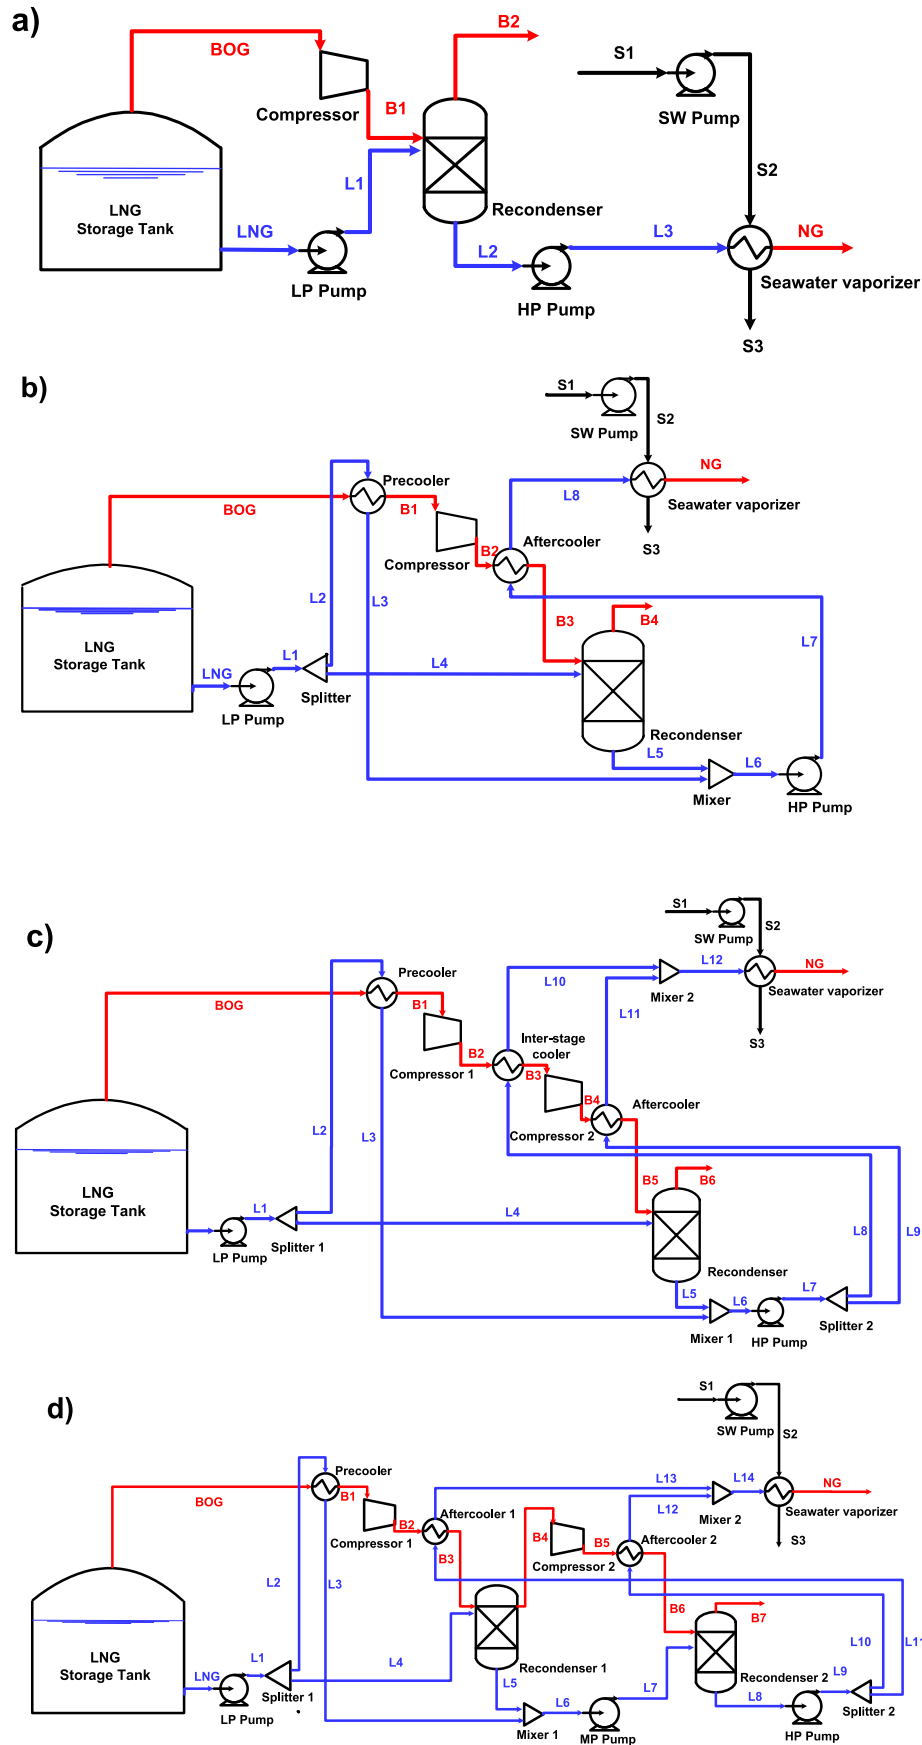 a)
B2
BOG
S1
SW Pump
Compressor
B1
S2
L1
LNG
Storage Tank
Recondenser
LNG
L2
L3
NG
LP Pump
HP Pump
Seawater vaporizer
S3
b)
S1
S2
SW Pump
Precooler
NG
BOG
B1
L8
Seawater vaporizer
Compressor
B2
Aftercooler
S3
L2
L3
B3
B4
LNG
Storage Tank
L7
LNG
L1
L4
Splitter
LP Pump
Recondenser
L5
L6
Mixer
HP Pump
c)
S1
S2
SW Pump
Precooler
L10
L12
NG
BOG
B1
Mixer 2
Seawater vaporizer
L11
Inter-stage
cooler
B2
B3
S3
Compressor 1
B4
Aftercooler
Compressor 2
L2
L3
LNG
Storage Tank
B5
B6
L1
L4
L8
L9
LP Pump
Splitter 1
Recondenser
L5
L6
L7
Mixer 1
HP Pump
Splitter 2
d)
S1
SW Pump
S2
Precooler
L13
L14
NG
BOG
B1
Aftercooler 1
L12
Mixer 2
Seawater vaporizer
B2
B4
B5
Aftercooler 2
S3
Compressor 1
B3
Compressor 2
L2
L3
B6
B7
LNG
Storage Tank
L1
L4
L10
L11
LNG
Recondenser 1
Recondenser 2
Splitter 1
L5
L6
L7
L8
L9
LP Pump
Mixer 1
MP Pump
HP Pump
Splitter 2